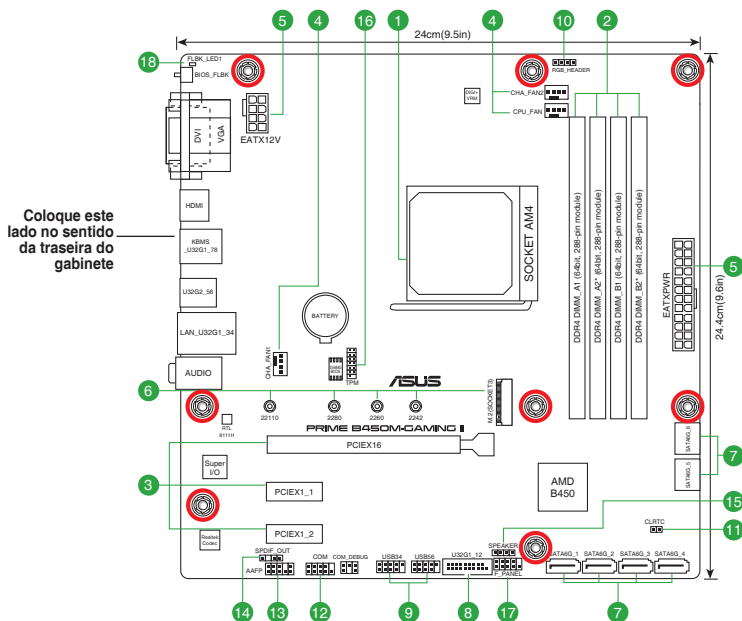 24cm(9.5in)
5
4
16
1
4
10
2
18
FLBK_LED1
BIOS_FLBK
RGB_HEADER
DIGI+
VRM
CHA_FAN2
CPU_FAN
EATX12V
DVI
VGA
HDMI
KBMS
_U32G1_78
Coloque este
lado no sentido
da traseira do
gabinete
U32G2_56
LAN_U32G1_34
AUDIO
SOCKET AM4
DDR4 DIMM_A1 (64bit, 288-pin module)
DDR4 DIMM_A2* (64bit, 288-pin module)
DDR4 DIMM_B1 (64bit, 288-pin module)
DDR4 DIMM_B2* (64bit, 288-pin module)
EATXPWR
5
24.4cm(9.6in)
BATTERY
CHA_FAN1
BIOS
TPM
ASUS
6
22110
2280
2260
2242
M.2(SOCKET3)
PRIME B450M-GAMING II
RTL
8111H
PCIEX16
SATA6G_6
SATA6G_5
7
Super
I/O
3
PCIEX1_1
AMD
B450
15
CLRTC
11
Realtek
Codec
PCIEX1_2
SPDIF_OUT
AAFP
COM
COM_DEBUG
USB34
USB56
U32G1_12
SPEAKER
F_PANEL
SATA6G_1
SATA6G_2
SATA6G_3
SATA6G_4
14
13
12
9
8
17
7